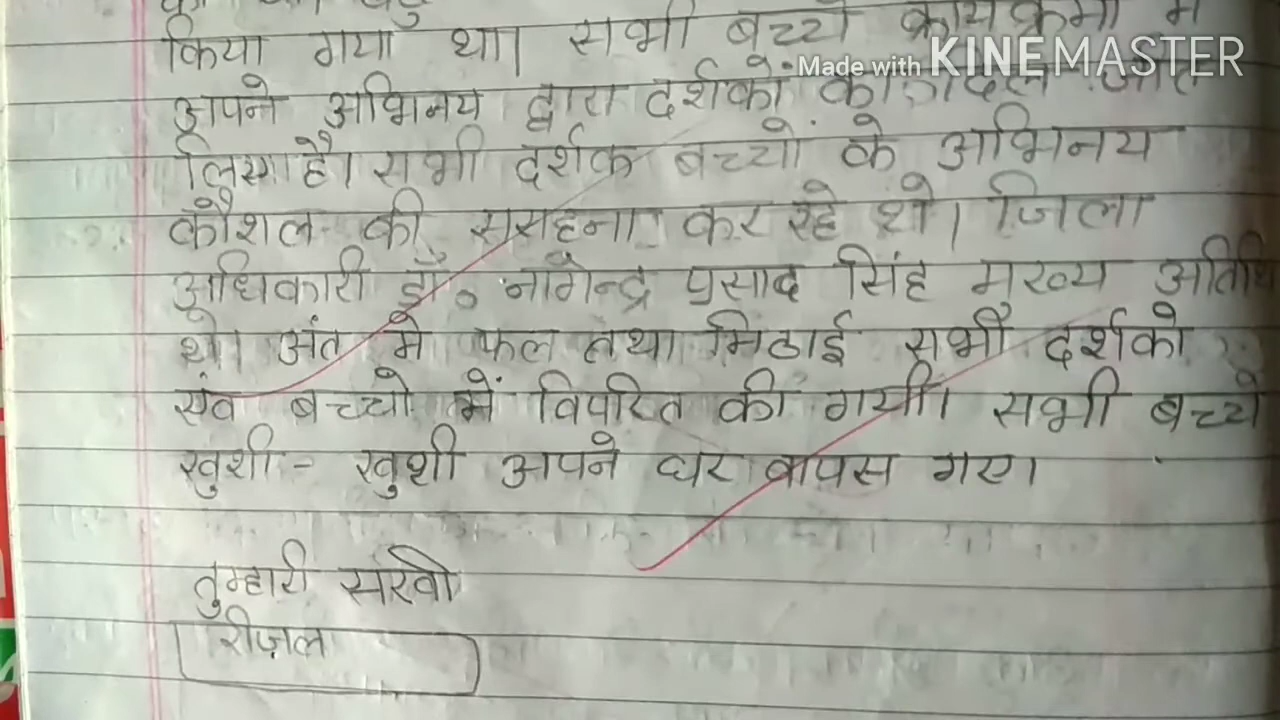 किया गया था। सभी बच्चे कार्यक्रमो में
Made with KINEMASTER
अपने अभिनय द्वारा दर्शकों का दिल जीत
लिया है। सभी दर्शक बच्चों के अभिनय
कौशल की सराहना कर रहे थे। जिला
अधिकारी डॉ॰ नागेन्द्र प्रसाद सिंह मुख्य अतिथि
थे। अंत मे फल तथा मिठाई सभी दर्शको
एंव बच्चो में विपरित की गयी। सभी बच्चे
खुशी - खुशी अपने घर वापस गए।
तुम्हारी सखी
रीज़ल